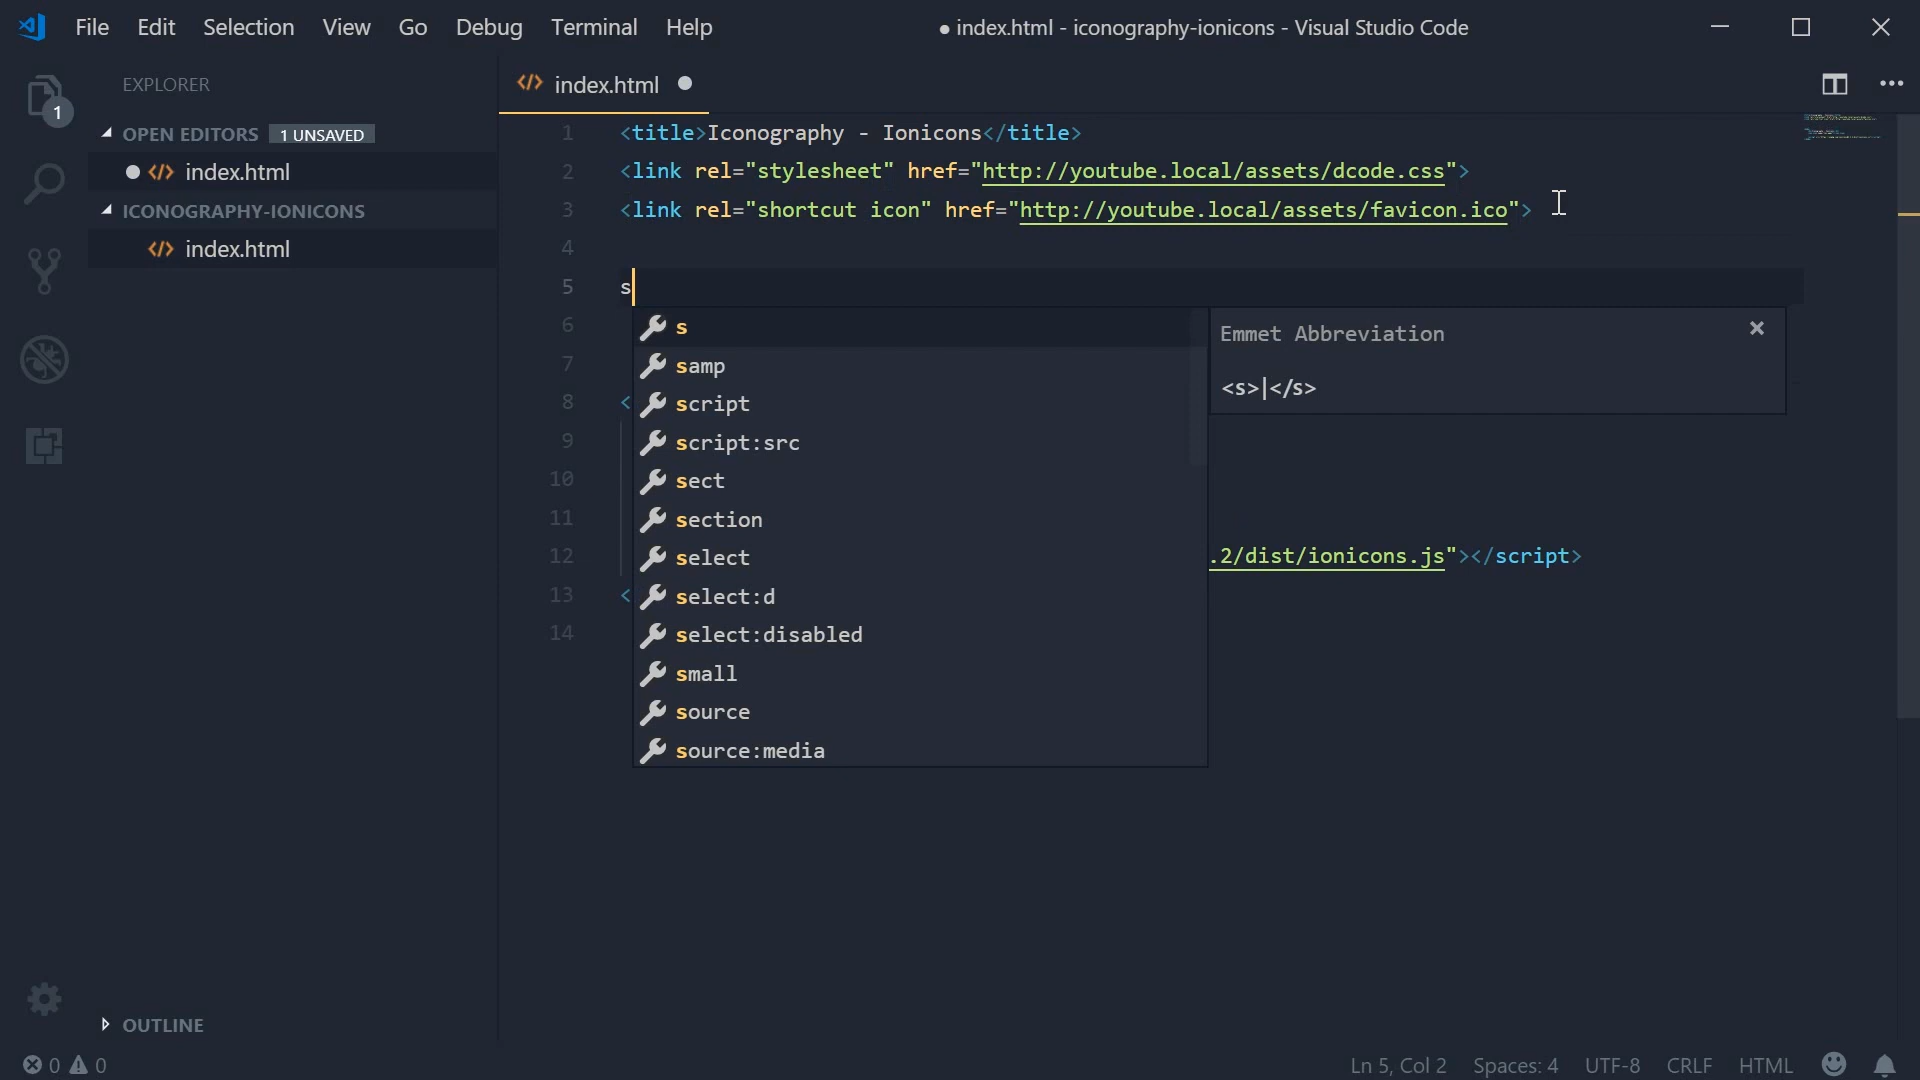 File Edit Selection View Go Debug Terminal Help
● index.html - iconography-ionicons - Visual Studio Code
EXPLORER
1
OPEN EDITORS 1 UNSAVED
index.html
ICONOGRAPHY-IONICONS
index.html
OUTLINE
index.html
1 <title>Iconography - Ionicons</title>
2 <link rel="stylesheet" href="http://youtube.local/assets/dcode.css">
3 <link rel="shortcut icon" href="http://youtube.local/assets/favicon.ico">
4
5 s
6
7
8 <
9
10
11
12 .2/dist/ionicons.js"></script>
13 <
14
s
samp
script
script:src
sect
section
select
select:d
select:disabled
small
source
source:media
Emmet Abbreviation
<s>|</s>
0 0
Ln 5, Col 2 Spaces: 4 UTF-8 CRLF HTML